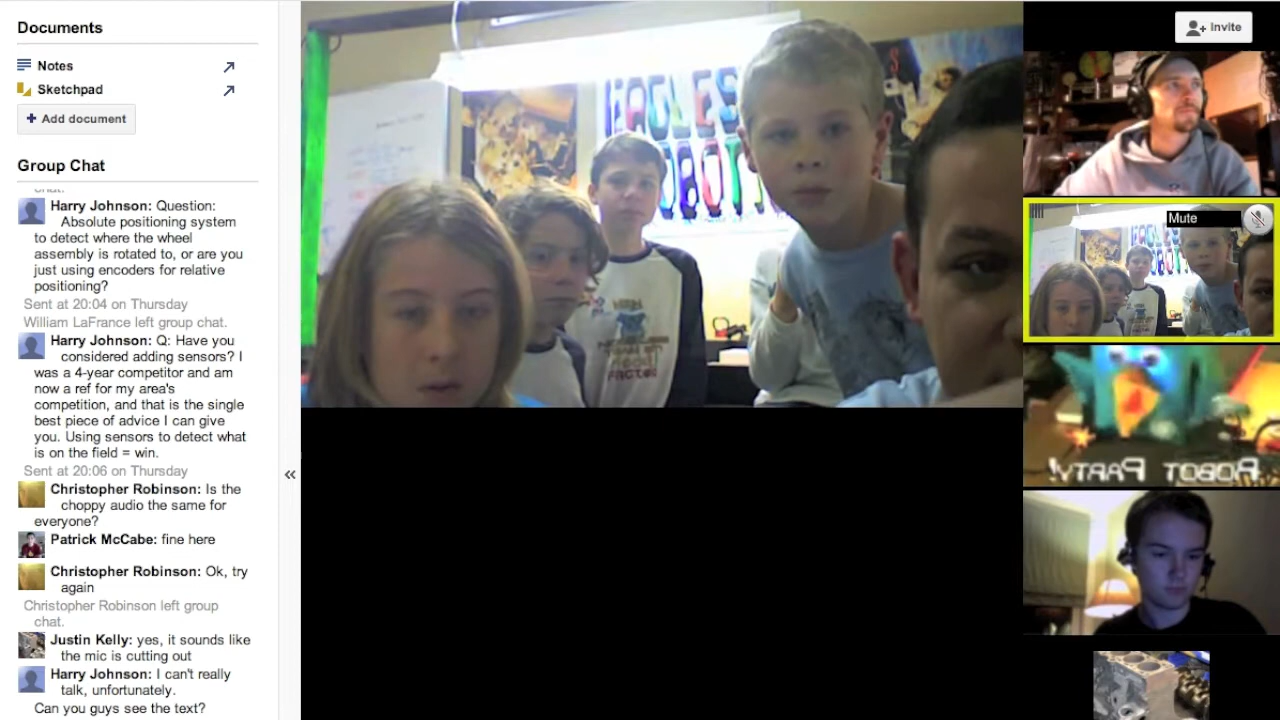 Documents
Notes
Sketchpad
+ Add document
Group Chat
chat.
Harry Johnson: Question:
Absolute positioning system
to detect where the wheel
assembly is rotated to, or are you
just using encoders for relative
positioning?
Sent at 20:04 on Thursday
William LaFrance left group chat.
Harry Johnson: Q: Have you
considered adding sensors? I
was a 4-year competitor and am
now a ref for my area's
competition, and that is the single
best piece of advice I can give
you. Using sensors to detect what
is on the field = win.
Sent at 20:06 on Thursday
Christopher Robinson: Is the
choppy audio the same for
everyone?
Patrick McCabe: fine here
Christopher Robinson: Ok, try
again
Christopher Robinson left group
chat.
Justin Kelly: yes, it sounds like
the mic is cutting out
Harry Johnson: I can't really
talk, unfortunately.
Can you guys see the text?
«
EAGLES
ROBOT
Invite
Mute
ROBOT PARTY!